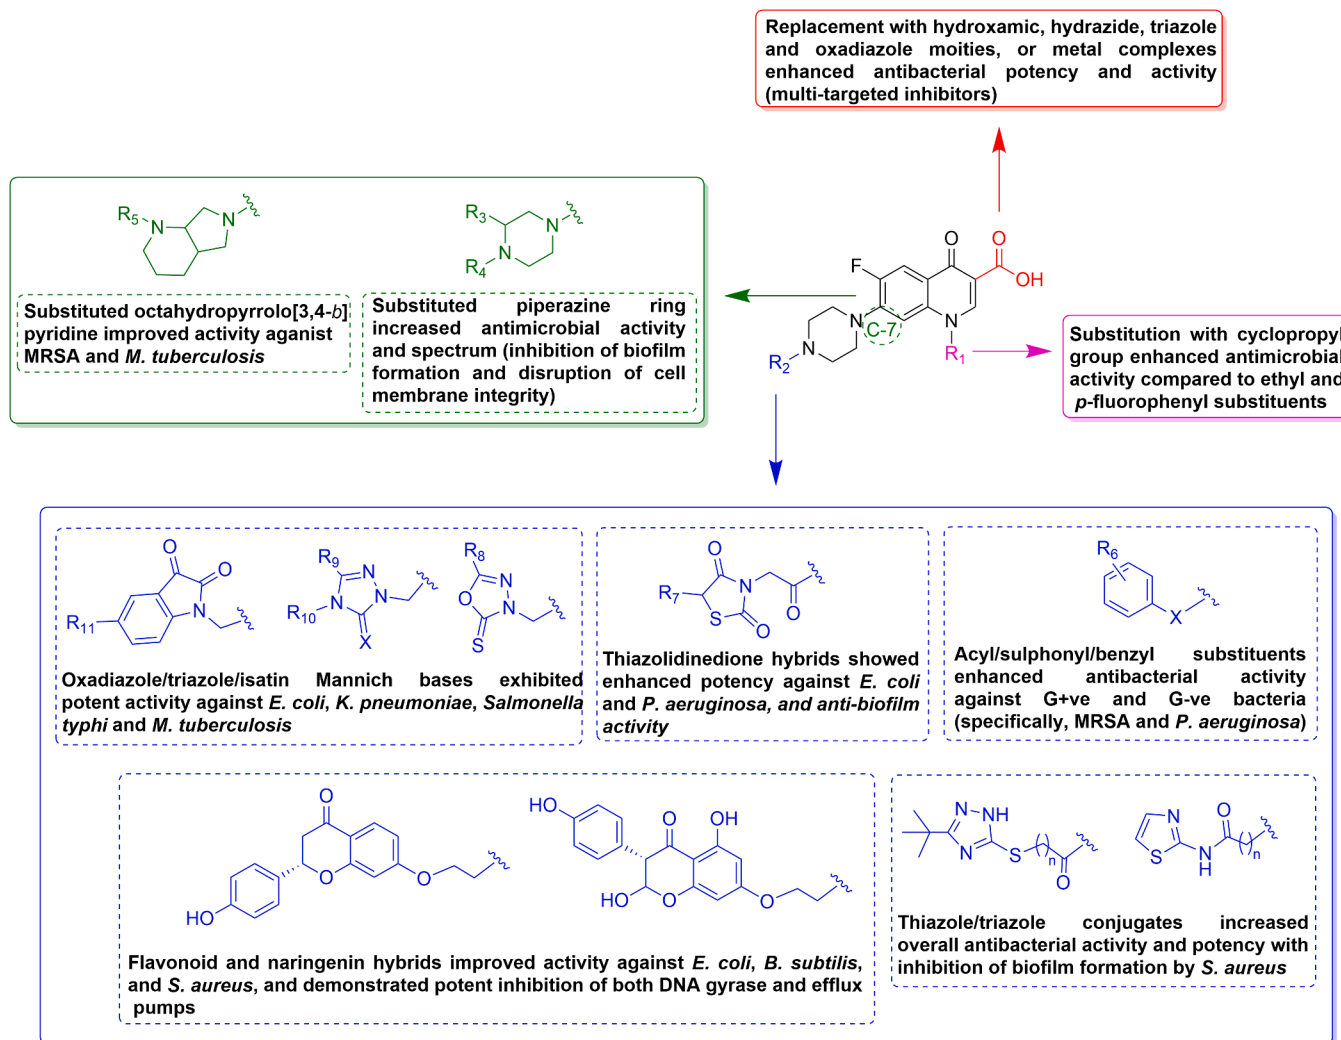 Replacement with hydroxamic, hydrazide, triazole
and oxadiazole moities, or metal complexes
enhanced antibacterial potency and activity
(multi-targeted inhibitors)
R5
N
N
Substituted octahydropyrrolo[3,4-b]
pyridine improved activity aganist
MRSA and M. tuberculosis
R3
N
N
R4
Substituted piperazine ring
increased antimicrobial activity
and spectrum (inhibition of biofilm
formation and disruption of cell
membrane integrity)
O
O
F
OH
N
C-7
N
N
R2
R1
Substitution with cyclopropyl
group enhanced antimicrobial
activity compared to ethyl and
p-fluorophenyl substituents
O
O
N
R11
R9
N
N
N
R10
X
R8
N
O
N
S
Oxadiazole/triazole/isatin Mannich bases exhibited
potent activity against E. coli, K. pneumoniae, Salmonella
typhi and M. tuberculosis
O
N
R7
O
S
O
Thiazolidinedione hybrids showed
enhanced potency against E. coli
and P. aeruginosa, and anti-biofilm
activity
R6
X
Acyl/sulphonyl/benzyl substituents
enhanced antibacterial activity
against G+ve and G-ve bacteria
(specifically, MRSA and P. aeruginosa)
O
O
O
HO
HO
O
OH
HO
O
O
Flavonoid and naringenin hybrids improved activity against E. coli, B. subtilis,
and S. aureus, and demonstrated potent inhibition of both DNA gyrase and efflux
pumps
N
NH
N
S
n
O
N
S
N
H
O
n
Thiazole/triazole conjugates increased
overall antibacterial activity and potency with
inhibition of biofilm formation by S. aureus